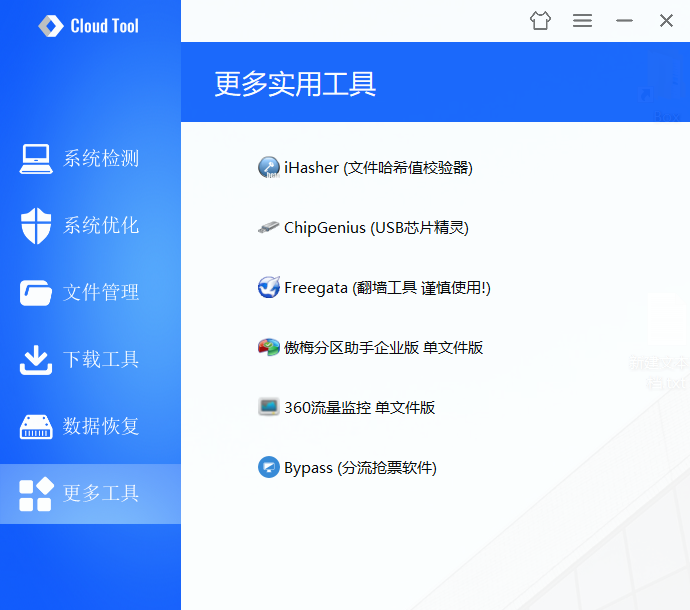 Cloud Tool
更多实用工具
系统检测
系统优化
文件管理
下载工具
数据恢复
更多工具
iHasher (文件哈希值校验器)
ChipGenius (USB芯片精灵)
Freegata (翻墙工具 谨慎使用!)
傲梅分区助手企业版 单文件版
360流量监控 单文件版
Bypass (分流抢票软件)